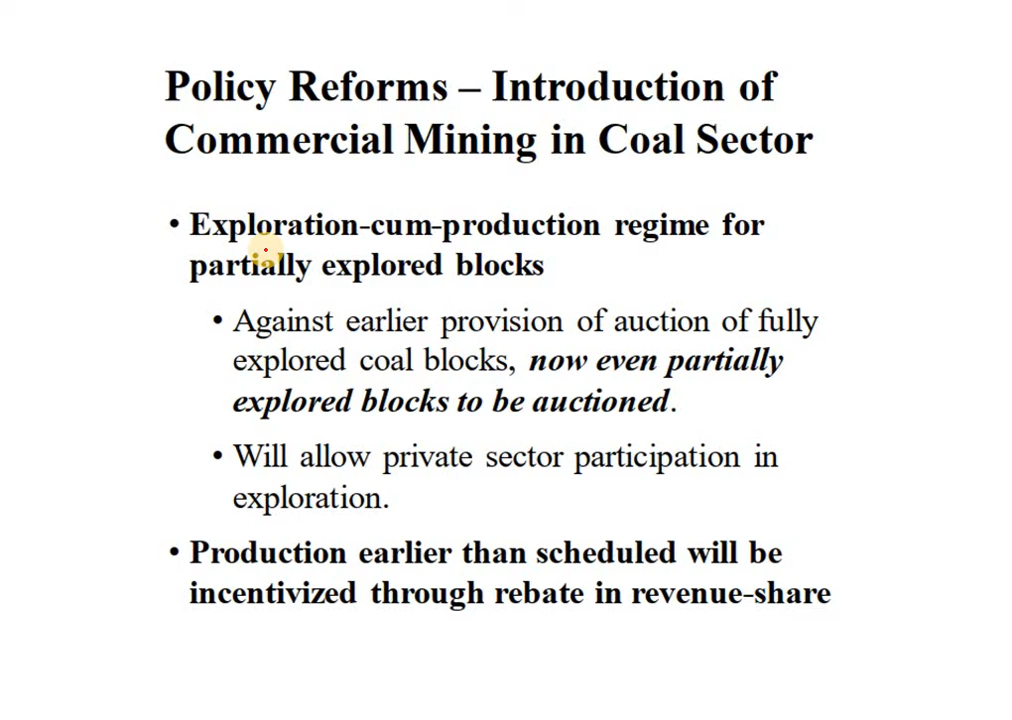 Policy Reforms – Introduction of
Commercial Mining in Coal Sector
• Exploration-cum-production regime for
partially explored blocks
• Against earlier provision of auction of fully
explored coal blocks, now even partially
explored blocks to be auctioned.
• Will allow private sector participation in
exploration.
• Production earlier than scheduled will be
incentivized through rebate in revenue-share